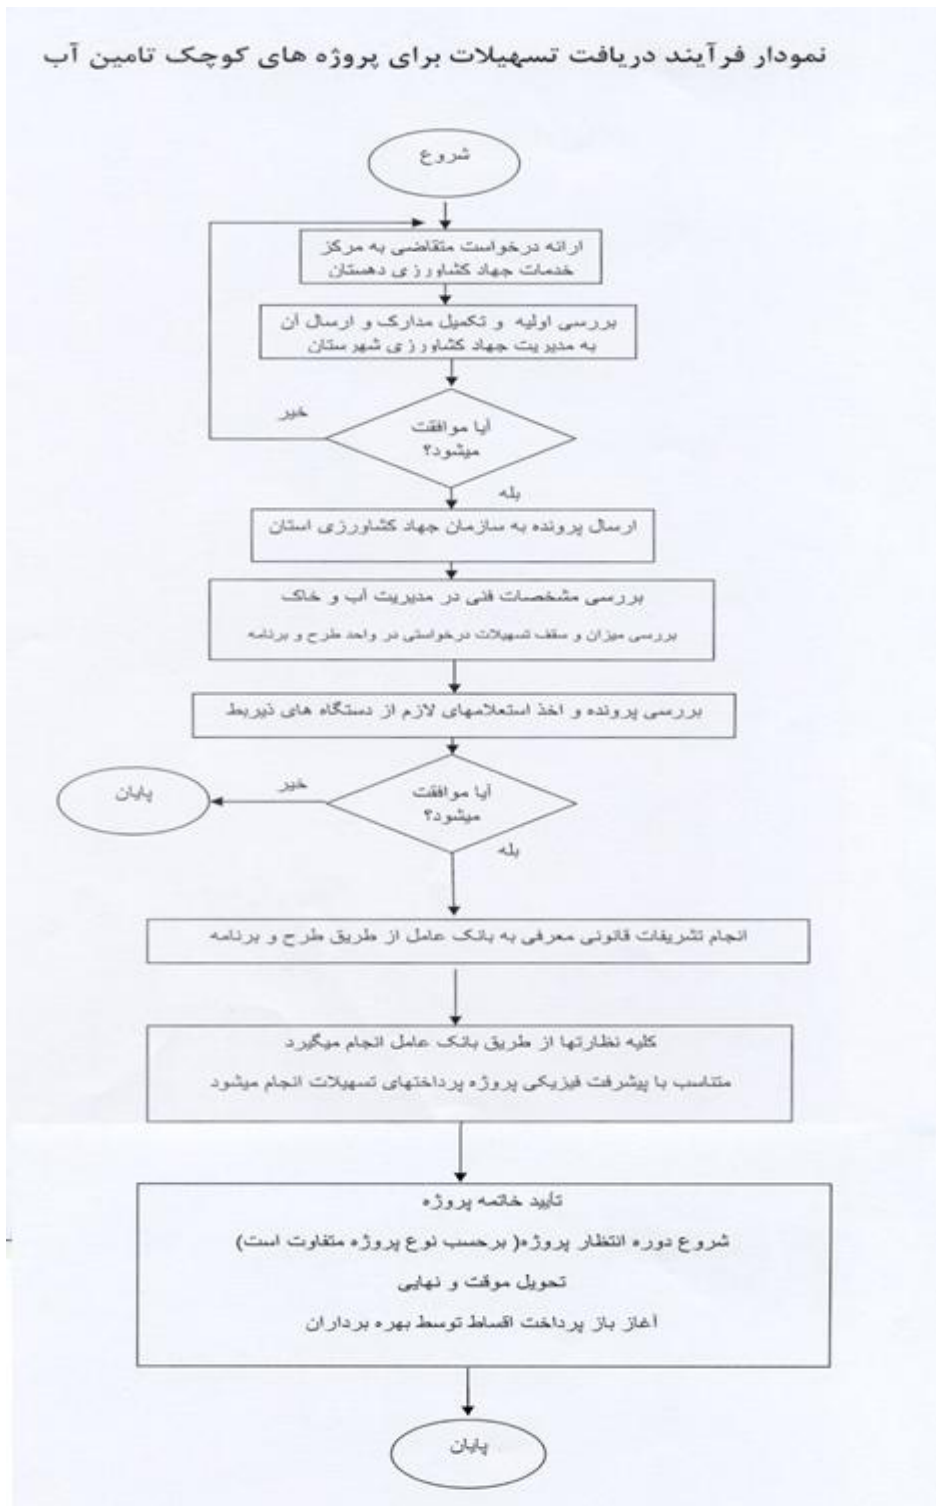 نمودار فرآیند دریافت تسهیلات برای پروژه های کوچک تامین آب
شروع
ارائه درخواست متقاضی به مرکز
خدمات جهاد کشاورزی دهستان
بررسی اولیه و تکمیل مدارک و ارسال آن
به مدیریت جهاد کشاورزی شهرستان
آیا موافقت
میشود؟
خیر
بله
ارسال پرونده به سازمان جهاد کشاورزی استان
بررسی مشخصات فنی در مدیریت آب و خاک
بررسی میزان و سقف تسهیلات درخواستی در واحد طرح و برنامه
بررسی پرونده و اخذ استعلامهای لازم از دستگاه های ذیربط
آیا موافقت
میشود؟
خیر
پایان
بله
انجام تشریفات قانونی معرفی به بانک عامل از طریق طرح و برنامه
کلیه نظارتها از طریق بانک عامل انجام میگیرد
متناسب با پیشرفت فیزیکی پروژه پرداختهای تسهیلات انجام میشود
تأیید خاتمه پروژه
شروع دوره انتظار پروژه( برحسب نوع پروژه متفاوت است)
تحویل موقت و نهایی
آغاز باز پرداخت اقساط توسط بهره برداران
پایان